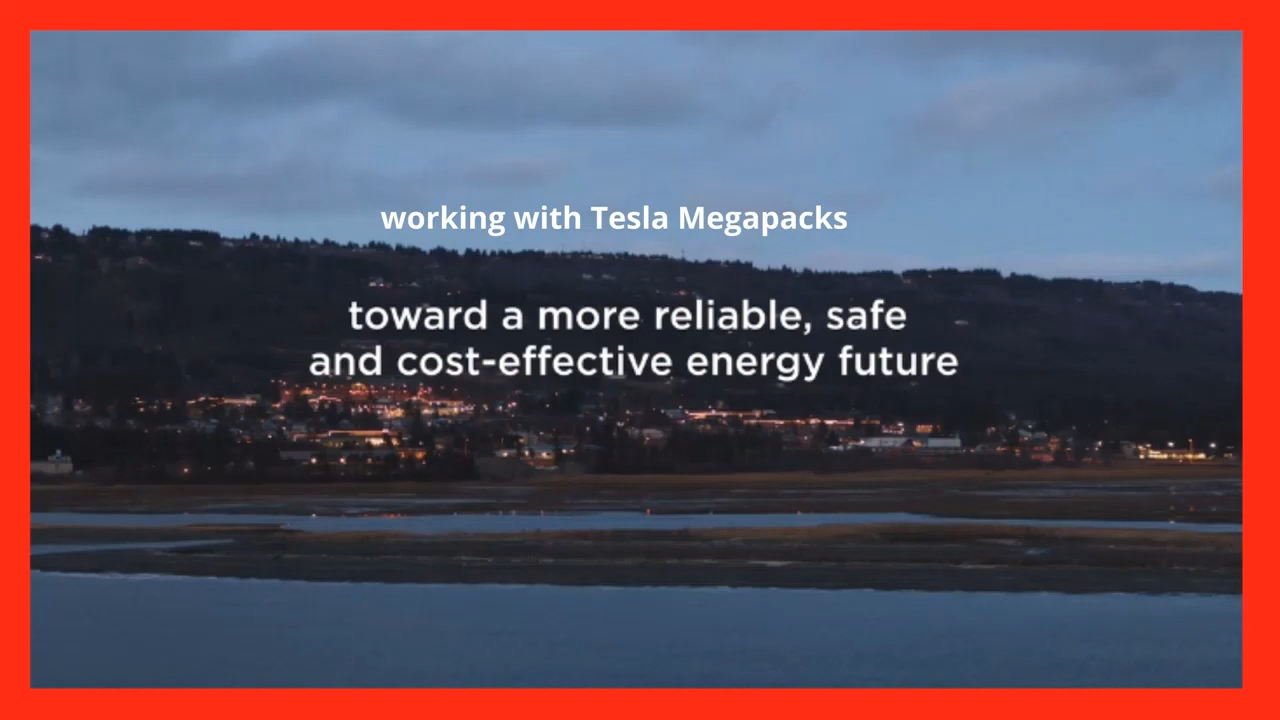 working with Tesla Megapacks
toward a more reliable, safe
and cost-effective energy future